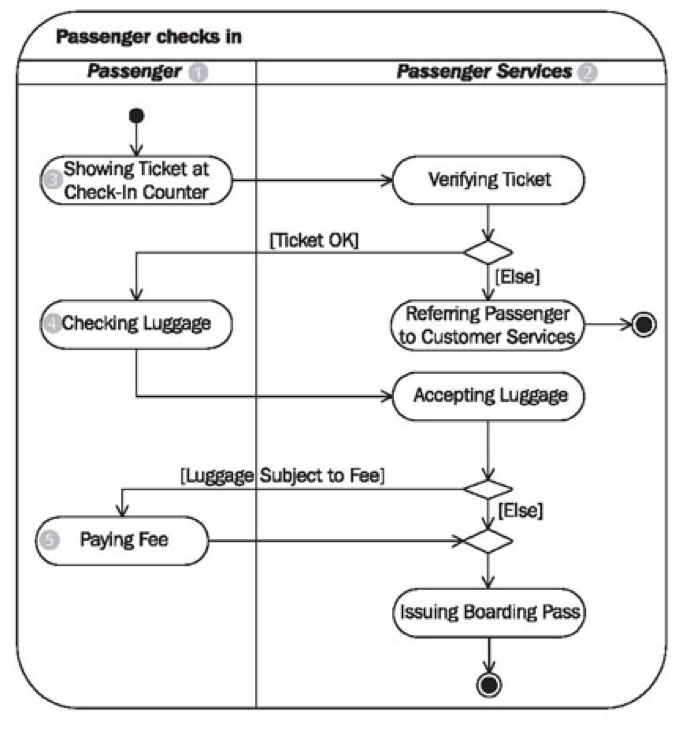 Passenger checks in
Passenger 1
Passenger Services 2
3 Showing Ticket at
Check-In Counter
Verifying Ticket
[Ticket OK]
[Else]
4 Checking Luggage
Referring Passenger
to Customer Services
Accepting Luggage
[Luggage Subject to Fee]
[Else]
5 Paying Fee
Issuing Boarding Pass